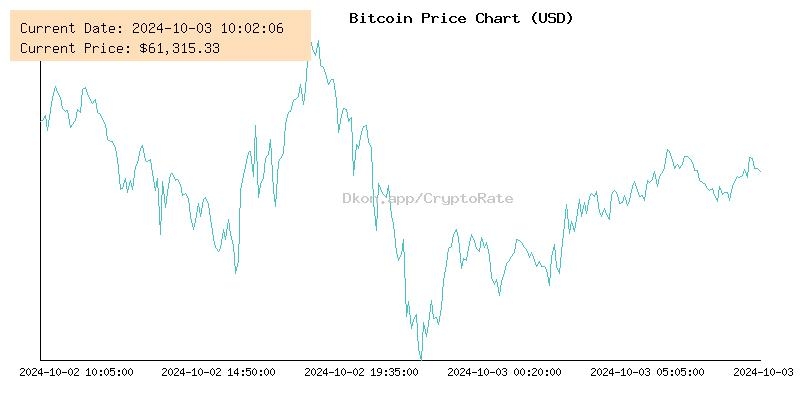 Bitcoin Price Chart (USD)
Current Date: 2024-10-03 10:02:06
Current Price: $61,315.33
Dkon.app/CryptoRate
2024-10-02 10:05:00 2024-10-02 14:50:00 2024-10-02 19:35:00 2024-10-03 00:20:00 2024-10-03 05:05:00 2024-10-03